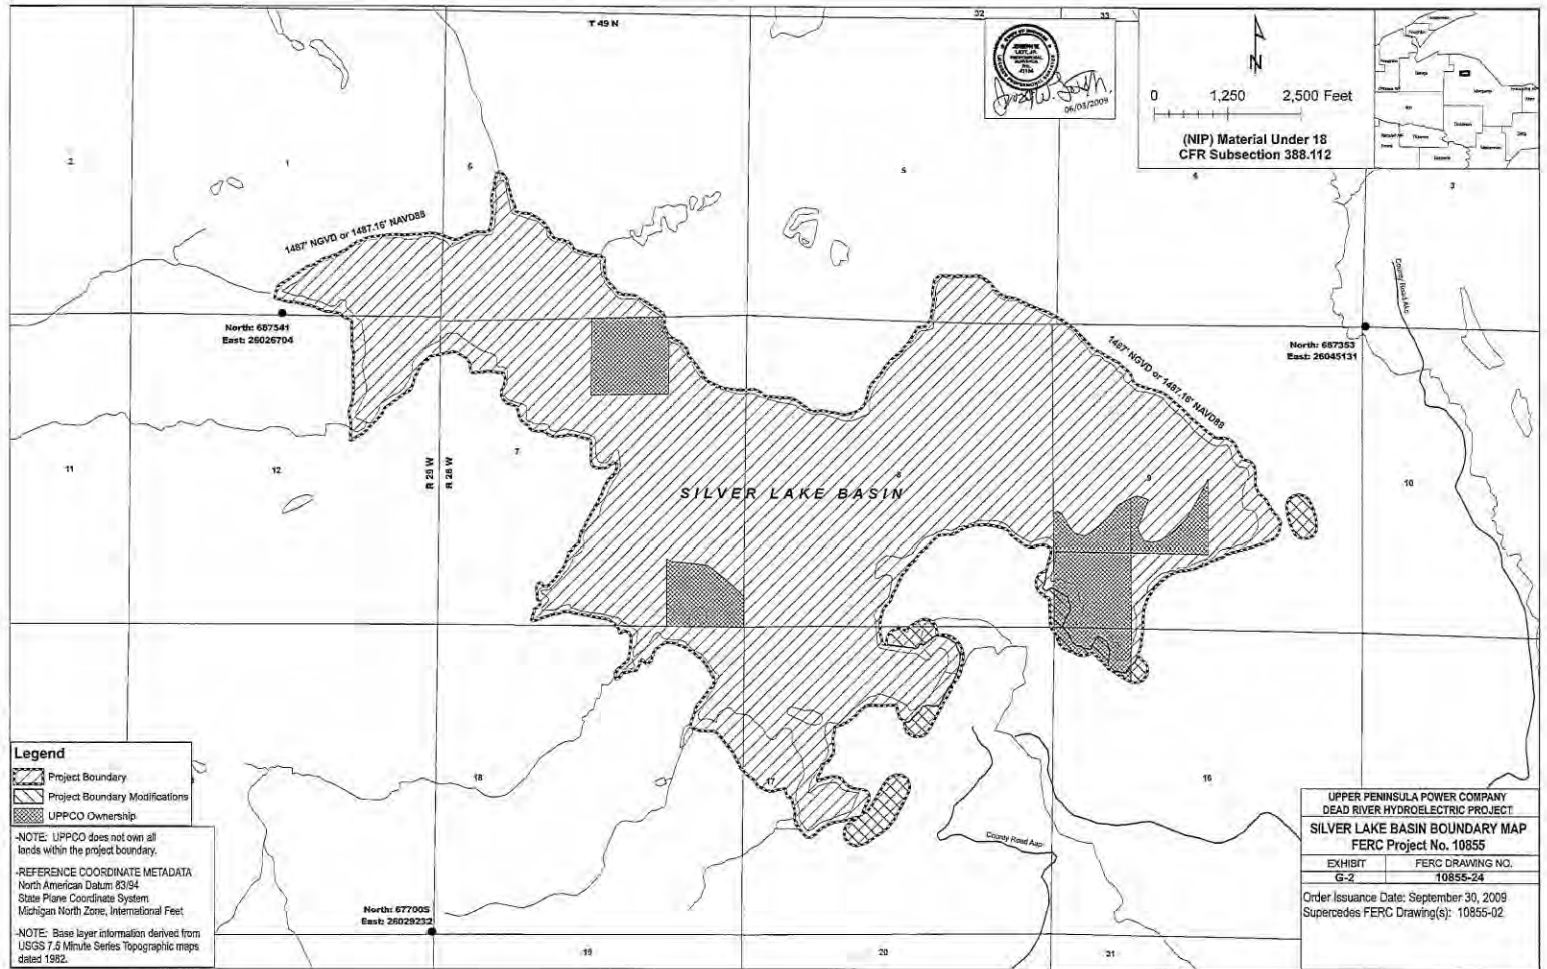 T 49 N
32
33
06/03/2009
N
0 1,250 2,500 Feet
(NIP) Material Under 18
CFR Subsection 388.112
2
1
6
5
4
3
1487' NGVD or 1487.16' NAVD88
North: 687541
East: 26026704
North: 687353
East: 26045131
1487' NGVD or 1487.16' NAVD88
11
12
R 28 W
7
8
9
10
SILVER LAKE BASIN
18
17
16
County Road Aap
North: 677005
East: 26029232
19
20
21
Legend
Project Boundary
Project Boundary Modifications
UPPCO Ownership
-NOTE: UPPCO does not own all
lands within the project boundary.
-REFERENCE COORDINATE METADATA
North American Datum 83/94
State Plane Coordinate System
Michigan North Zone, International Feet
-NOTE: Base layer information derived from
USGS 7.5 Minute Series Topographic maps
dated 1982.
UPPER PENINSULA POWER COMPANY
DEAD RIVER HYDROELECTRIC PROJECT
SILVER LAKE BASIN BOUNDARY MAP
FERC Project No. 10855
EXHIBIT FERC DRAWING NO.
G-2 10855-24
Order Issuance Date: September 30, 2009
Supercedes FERC Drawing(s): 10855-02